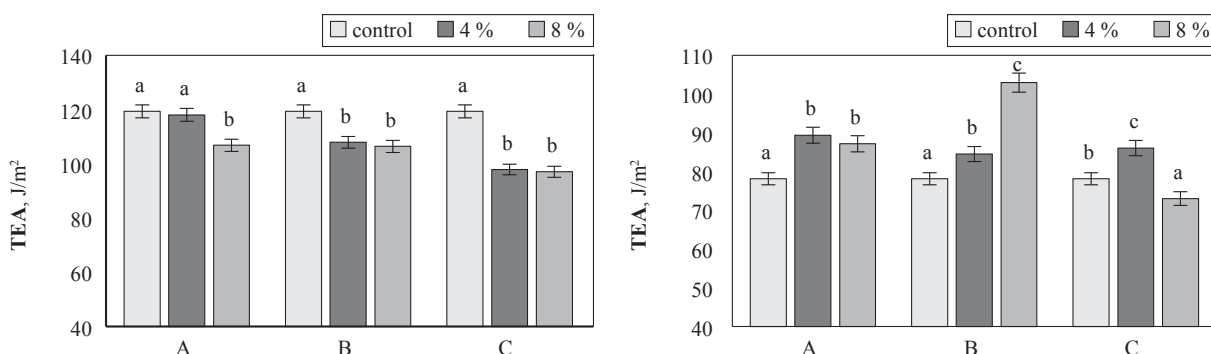 control 4 % 8 %
140
120
100
80
60
40
TEA, J/m²
a a b
a b b
a b b
A B C
control 4 % 8 %
110
100
90
80
70
60
50
40
TEA, J/m²
a b b
a b c
b c a
A B C